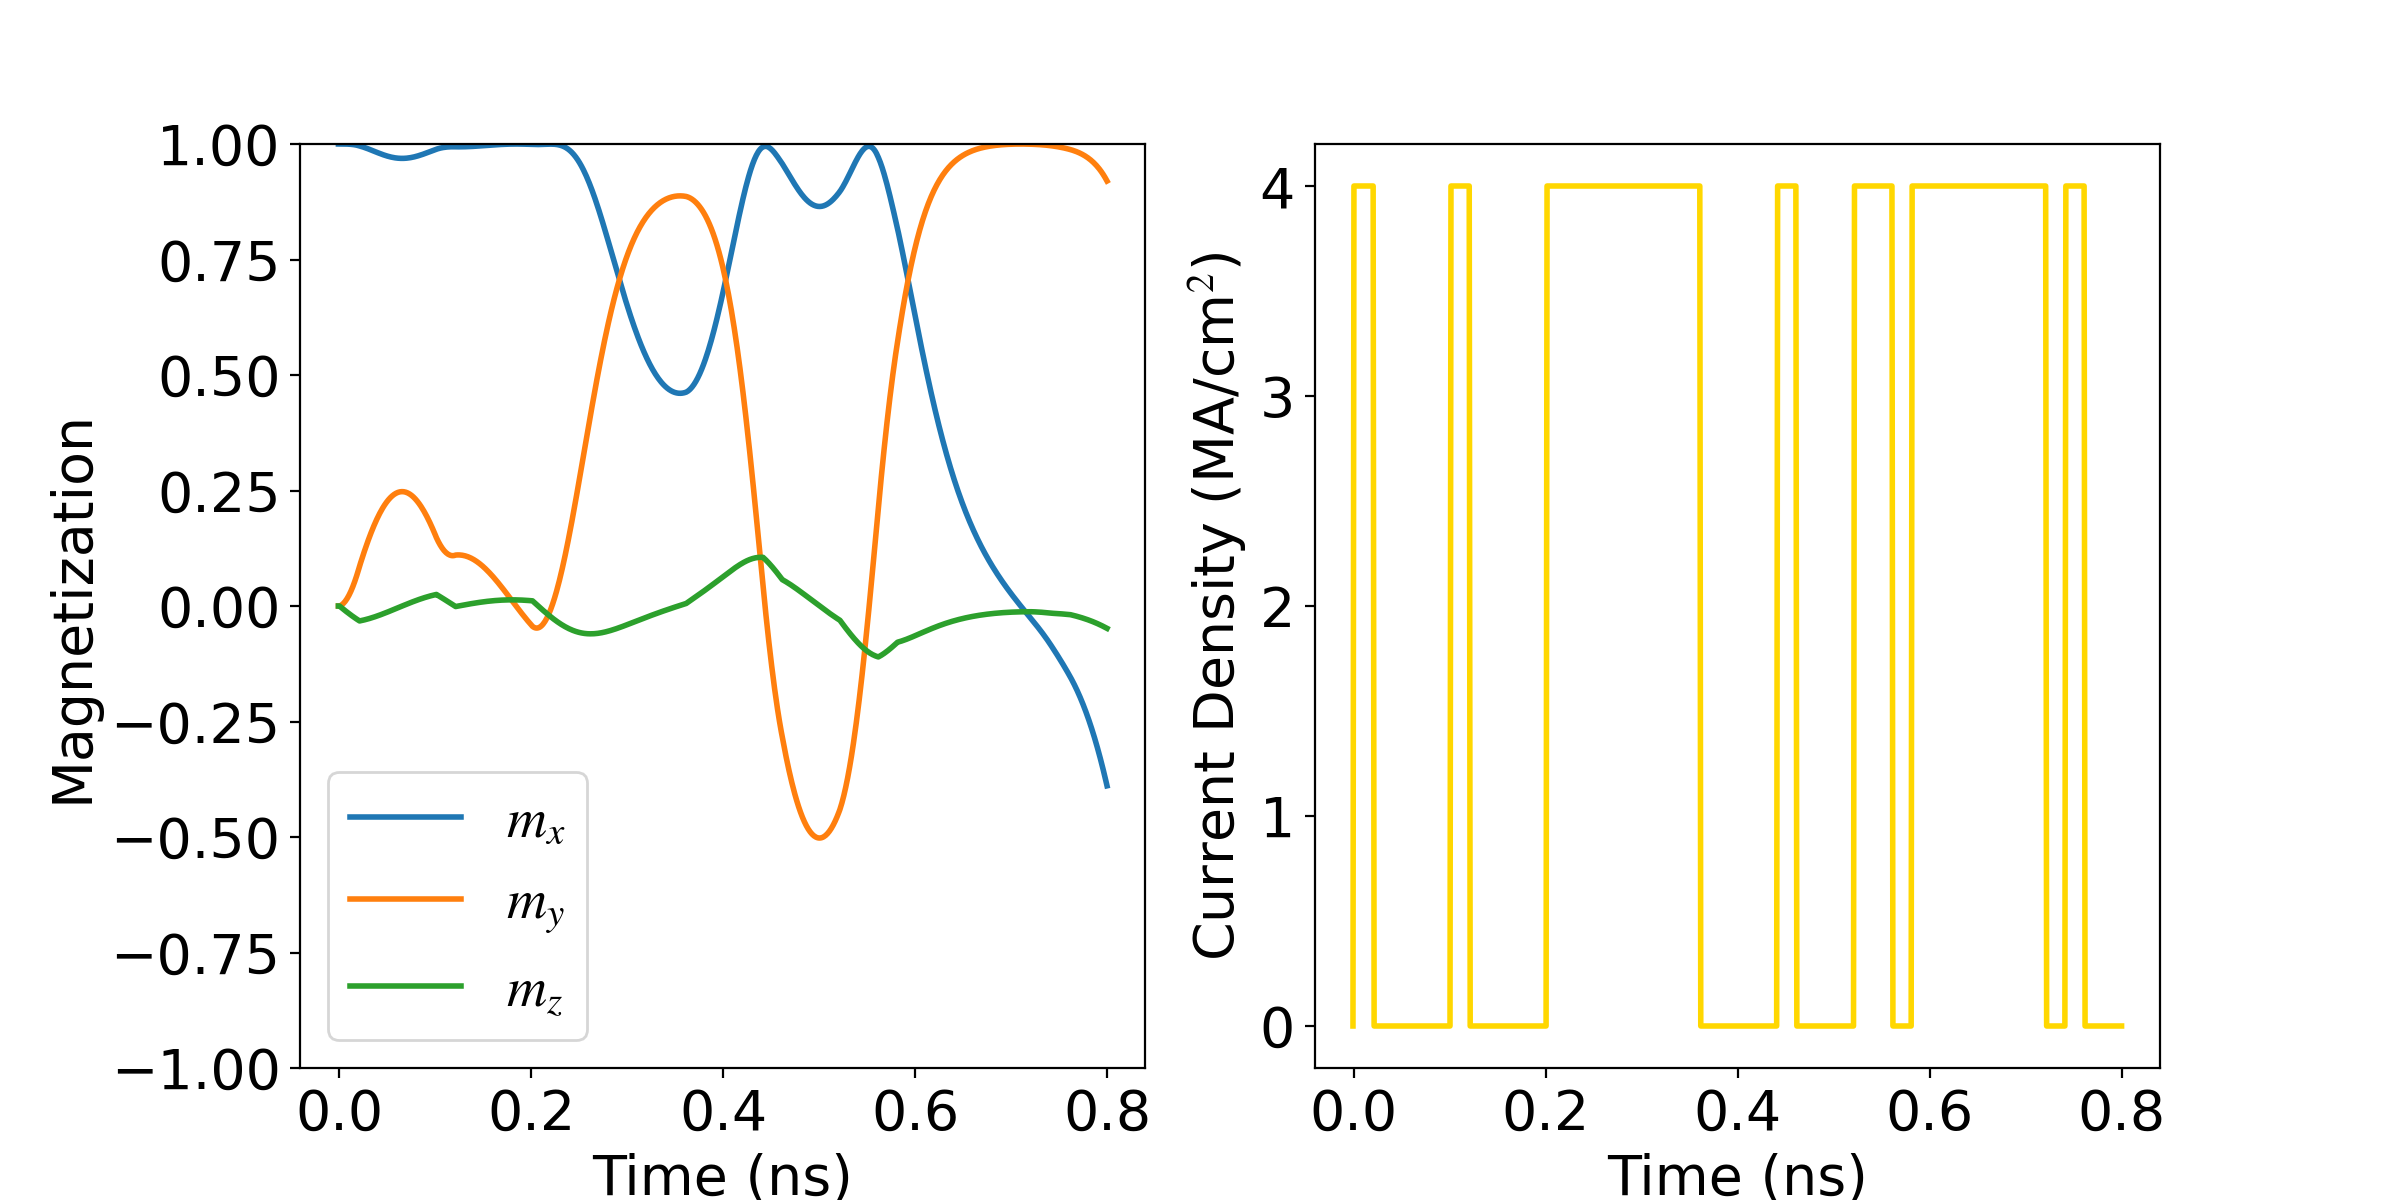 Magnetization
1.00
0.75
0.50
0.25
0.00
−0.25
−0.50
−0.75
−1.00
m_x
m_y
m_z
0.0 0.2 0.4 0.6 0.8
Time (ns)
Current Density (MA/cm²)
4
3
2
1
0
0.0 0.2 0.4 0.6 0.8
Time (ns)